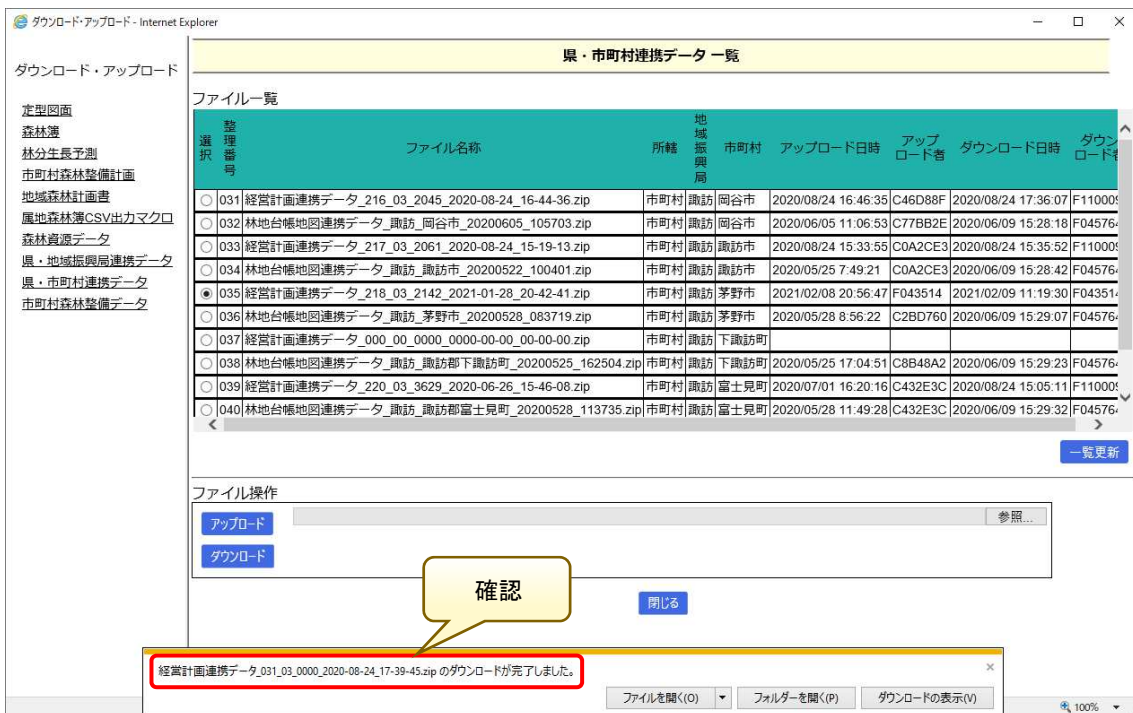 ダウンロード・アップロード - Internet Explorer
ダウンロード・アップロード
定型図面
森林簿
林分生長予測
市町村森林整備計画
地域森林計画書
属地森林簿CSV出力マクロ
森林資源データ
県・地域振興局連携データ
県・市町村連携データ
市町村森林整備データ
県・市町村連携データ 一覧
ファイル一覧
選択 整理番号 ファイル名称 所轄 地域振興局 市町村 アップロード日時 アップロード者 ダウンロード日時 ダウンロード者
031 経営計画連携データ_216_03_2045_2020-08-24_16-44-36.zip 市町村 諏訪 岡谷市 2020/08/24 16:46:35 C46D88F 2020/08/24 17:36:07 F11000
032 林地台帳地図連携データ_諏訪_岡谷市_20200605_105703.zip 市町村 諏訪 岡谷市 2020/06/05 11:06:53 C77BB2E 2020/06/09 15:28:18 F04576
033 経営計画連携データ_217_03_2061_2020-08-24_15-19-13.zip 市町村 諏訪 諏訪市 2020/08/24 15:33:55 C0A2CE3 2020/08/24 15:35:52 F11000
034 林地台帳地図連携データ_諏訪_諏訪市_20200522_100401.zip 市町村 諏訪 諏訪市 2020/05/25 7:49:21 C0A2CE3 2020/06/09 15:28:42 F04576
035 経営計画連携データ_218_03_2142_2021-01-28_20-42-41.zip 市町村 諏訪 茅野市 2021/02/08 20:56:47 F043514 2021/02/09 11:19:30 F04351
036 林地台帳地図連携データ_諏訪_茅野市_20200528_083719.zip 市町村 諏訪 茅野市 2020/05/28 8:56:22 C2BD760 2020/06/09 15:29:07 F04576
037 経営計画連携データ_000_00_0000_0000-00-00_00-00-00.zip 市町村 諏訪 下諏訪町
038 林地台帳地図連携データ_諏訪_諏訪郡下諏訪町_20200525_162504.zip 市町村 諏訪 下諏訪町 2020/05/25 17:04:51 C8B48A2 2020/06/09 15:29:23 F04576
039 経営計画連携データ_220_03_3629_2020-06-26_15-46-08.zip 市町村 諏訪 富士見町 2020/07/01 16:20:16 C432E3C 2020/08/24 15:05:11 F11000
040 林地台帳地図連携データ_諏訪_諏訪郡富士見町_20200528_113735.zip 市町村 諏訪 富士見町 2020/05/28 11:49:28 C432E3C 2020/06/09 15:29:32 F04576
一覧更新
ファイル操作
アップロード 参照...
ダウンロード
確認
閉じる
経営計画連携データ_031_03_0000_2020-08-24_17-39-45.zip のダウンロードが完了しました。
ファイルを開く(O) フォルダーを開く(P) ダウンロードの表示(V)
100%